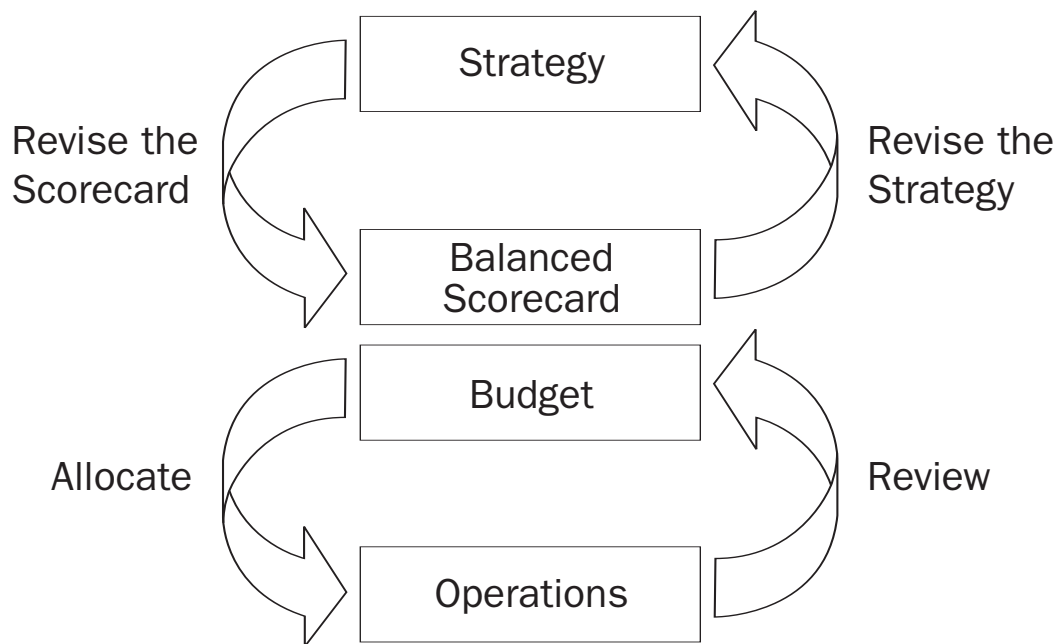 Strategy
Revise the
Scorecard
Revise the
Strategy
Balanced
Scorecard
Budget
Allocate
Review
Operations